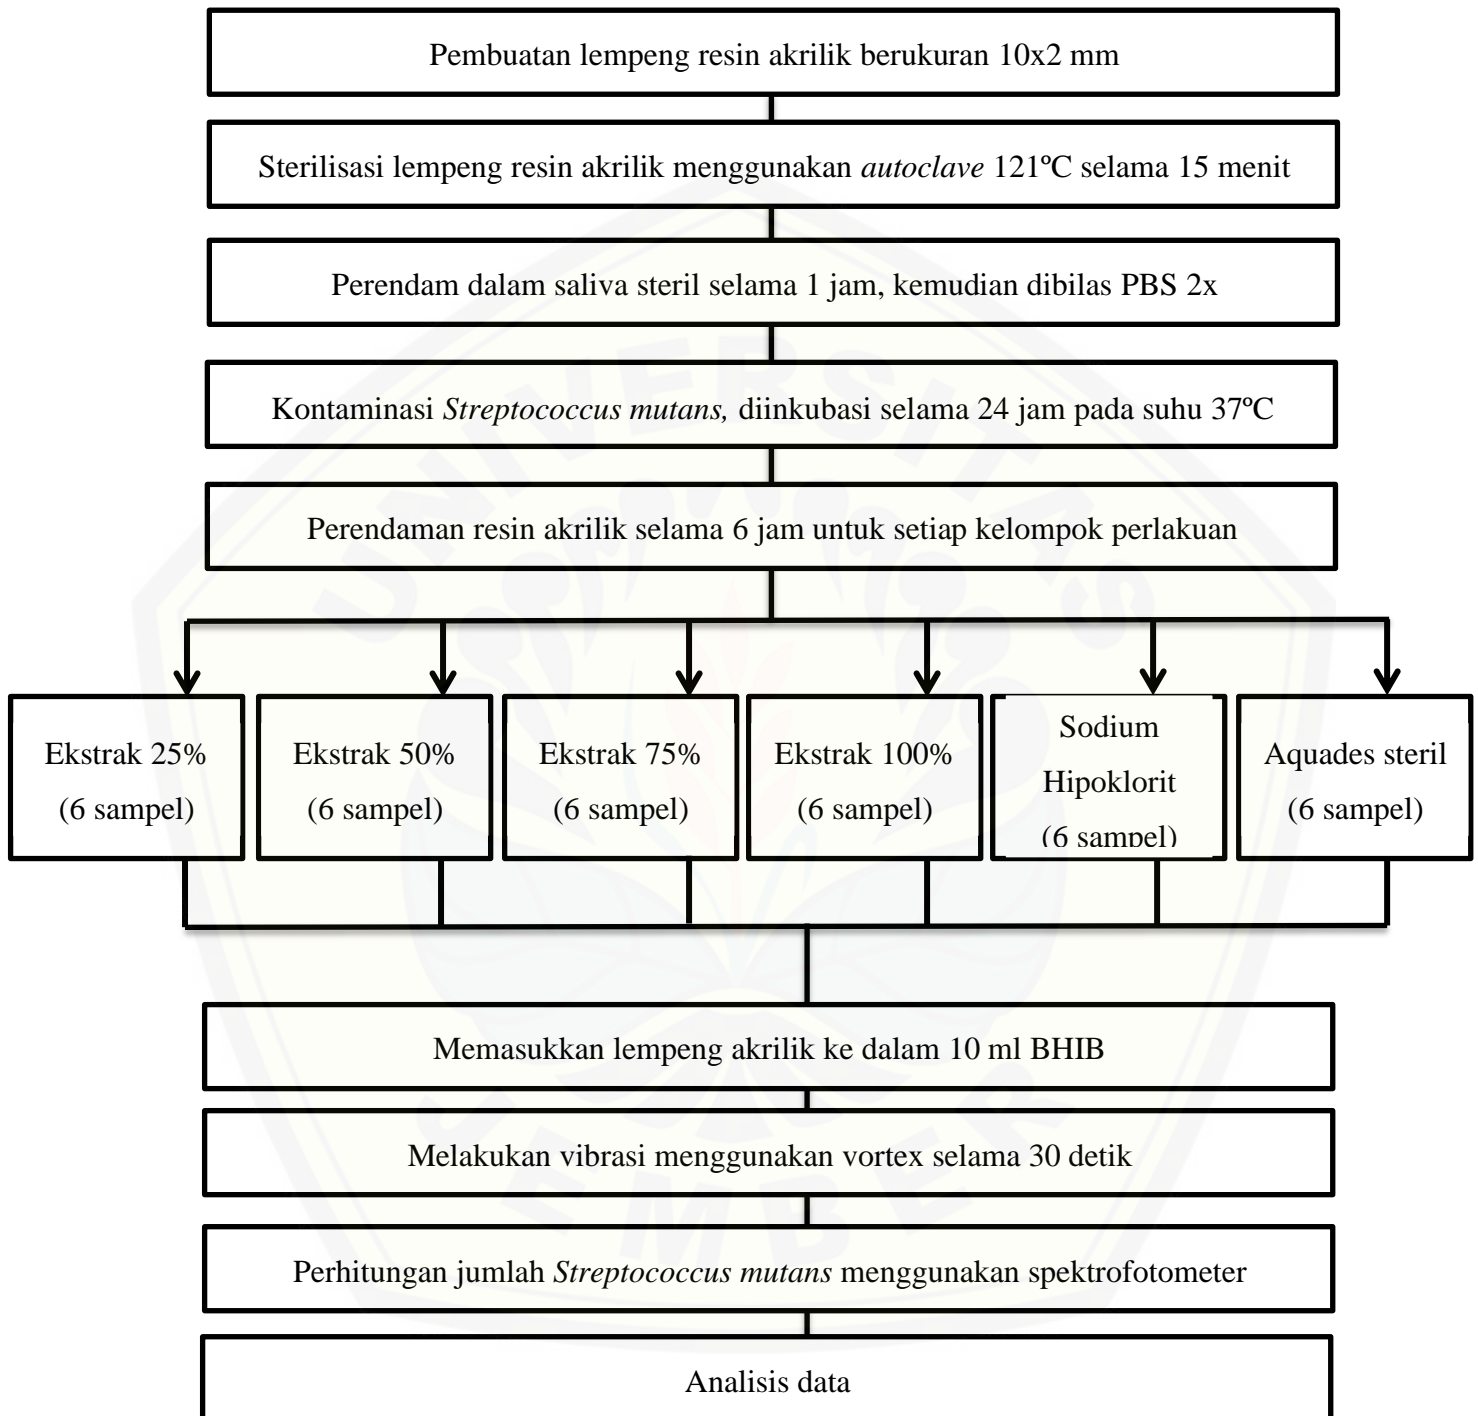 Pembuatan lempeng resin akrilik berukuran 10x2 mm
Sterilisasi lempeng resin akrilik menggunakan autoclave 121ºC selama 15 menit
Perendam dalam saliva steril selama 1 jam, kemudian dibilas PBS 2x
Kontaminasi Streptococcus mutans, diinkubasi selama 24 jam pada suhu 37ºC
Perendaman resin akrilik selama 6 jam untuk setiap kelompok perlakuan
Ekstrak 25%
(6 sampel)
Ekstrak 50%
(6 sampel)
Ekstrak 75%
(6 sampel)
Ekstrak 100%
(6 sampel)
Sodium
Hipoklorit
(6 sampel)
Aquades steril
(6 sampel)
Memasukkan lempeng akrilik ke dalam 10 ml BHIB
Melakukan vibrasi menggunakan vortex selama 30 detik
Perhitungan jumlah Streptococcus mutans menggunakan spektrofotometer
Analisis data
UNIVERSITAS
JEMBER